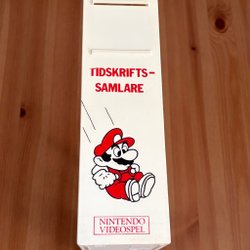 TIDSKRIFTS-
SAMLARE
NINTENDO
VIDEOSPEL